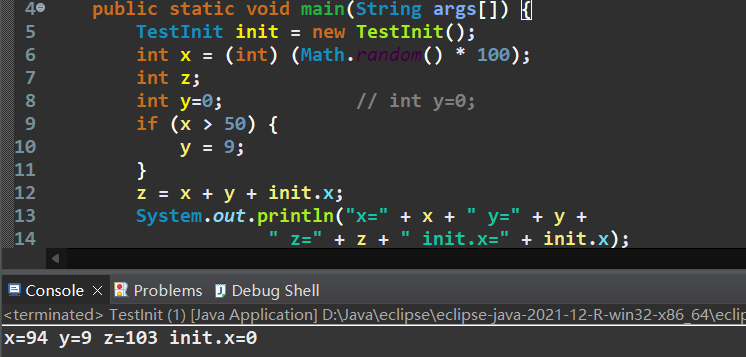 4 public static void main(String args[]) {
5 TestInit init = new TestInit();
6 int x = (int) (Math.random() * 100);
7 int z;
8 int y=0; // int y=0;
9 if (x > 50) {
10 y = 9;
11 }
12 z = x + y + init.x;
13 System.out.println("x=" + x + " y=" + y +
14 " z=" + z + " init.x=" + init.x);
Console Problems Debug Shell
<terminated> TestInit (1) [Java Application] D:\Java\eclipse\eclipse-java-2021-12-R-win32-x86_64\eclip
x=94 y=9 z=103 init.x=0